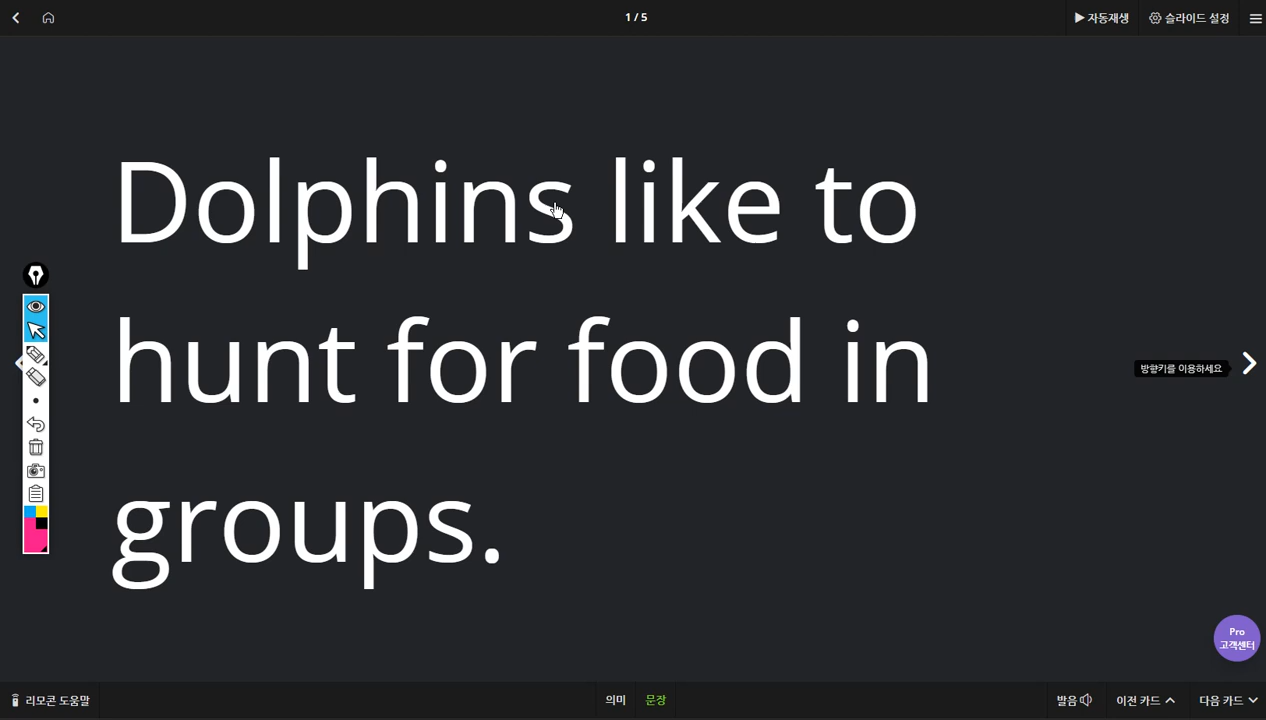 1 / 5
자동재생
슬라이드 설정
Dolphins like to
hunt for food in
groups.
방향키를 이용하세요
Pro
고객센터
리모콘 도움말
의미
문장
발음
이전 카드
다음 카드